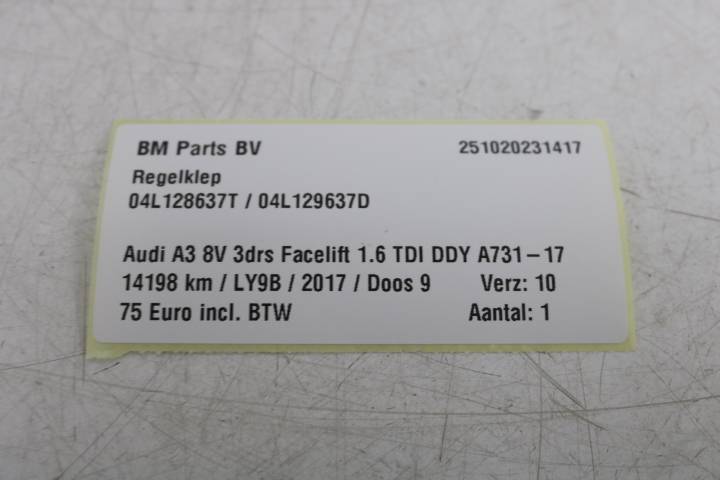 BM Parts BV 251020231417
Regelklep
04L128637T / 04L129637D
Audi A3 8V 3drs Facelift 1.6 TDI DDY A731-17
14198 km / LY9B / 2017 / Doos 9 Verz: 10
75 Euro incl. BTW Aantal: 1